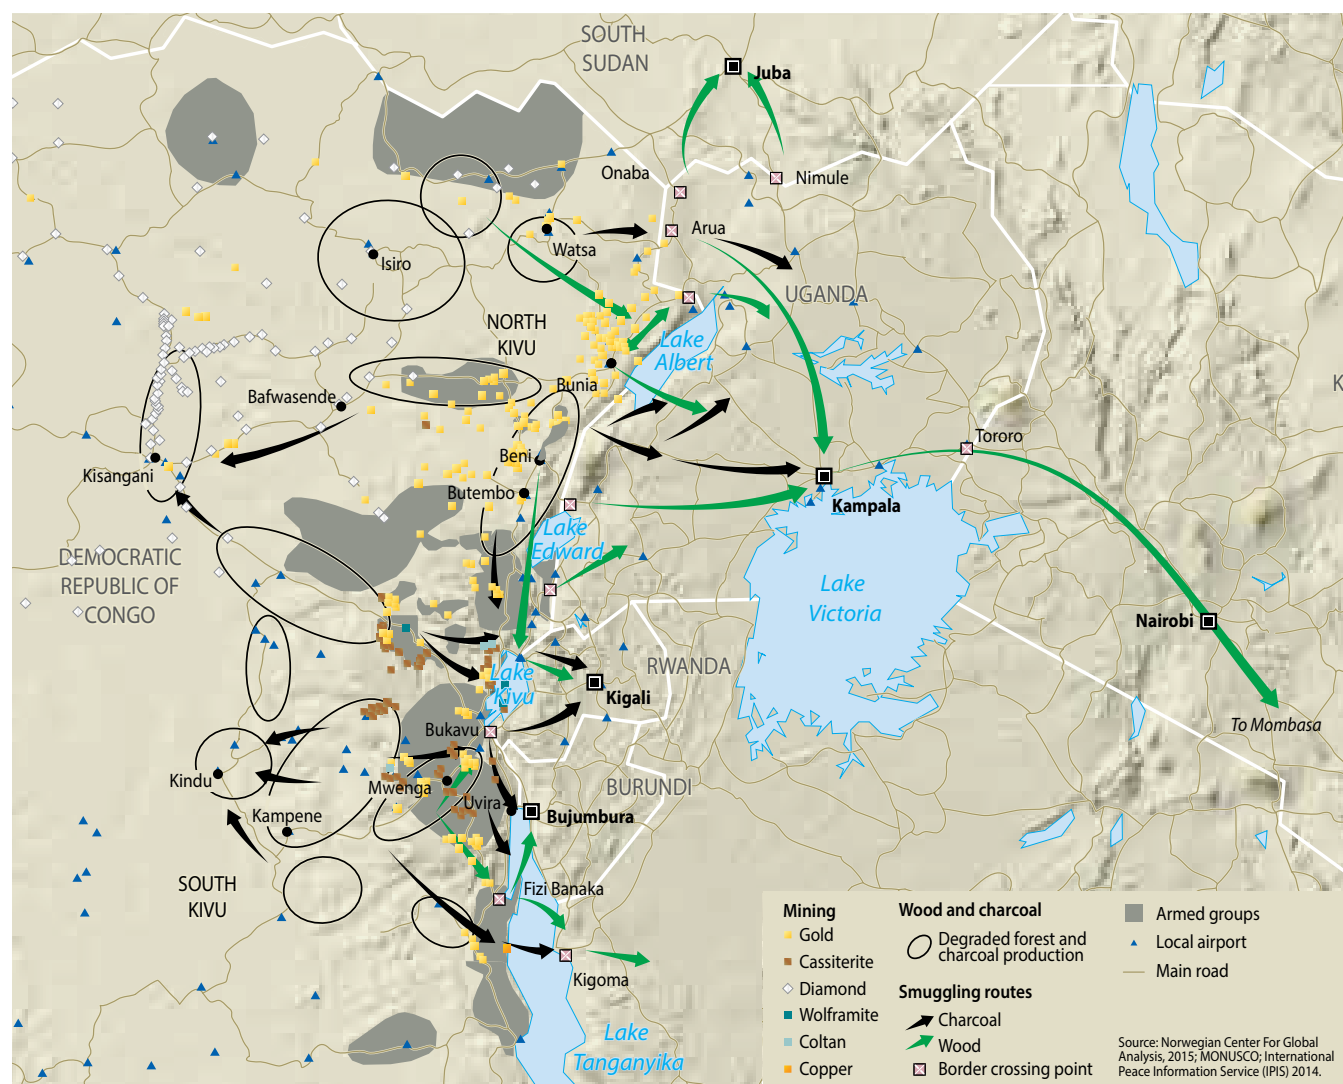 SOUTH
SUDAN
Juba
Onaba
Nimule
Arua
Watsa
Isiro
UGANDA
NORTH
KIVU
Lake
Albert
Bunia
K
Bafwasende
Tororo
Beni
Kisangani
Butembo
Kampala
Lake
Edward
DEMOCRATIC
REPUBLIC OF
CONGO
Lake
Victoria
Nairobi
RWANDA
Lake
Kivu
Kigali
To Mombasa
Bukavu
Kindu
Mwenga
BURUNDI
Uvira
Kampene
Bujumbura
SOUTH
KIVU
Fizi Banaka
Kigoma
Lake
Tanganyika
Mining
Gold
Cassiterite
Diamond
Wolframite
Coltan
Copper
Wood and charcoal
Degraded forest and
charcoal production
Smuggling routes
Charcoal
Wood
Border crossing point
Armed groups
Local airport
Main road
Source: Norwegian Center For Global
Analysis, 2015; MONUSCO; International
Peace Information Service (IPIS) 2014.